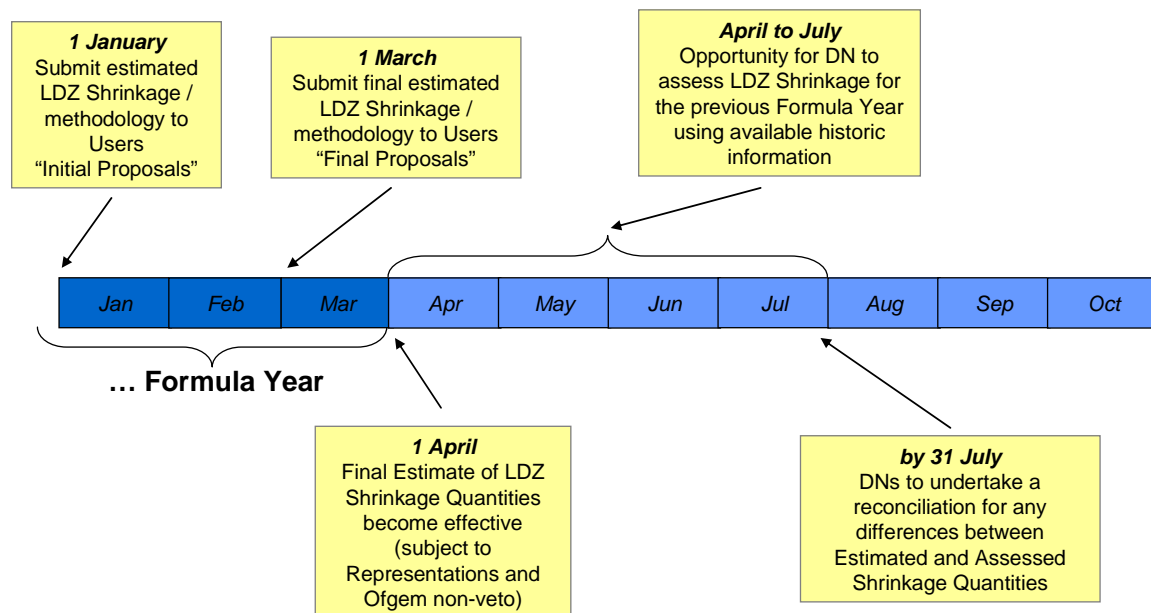 1 January
Submit estimated
LDZ Shrinkage /
methodology to
Users
“Initial Proposals”
1 March
Submit final estimated
LDZ Shrinkage /
methodology to Users
“Final Proposals”
April to July
Opportunity for DN to
assess LDZ Shrinkage for
the previous Formula Year
using available historic
information
Jan Feb Mar Apr May Jun Jul Aug Sep Oct
... Formula Year
1 April
Final Estimate of LDZ
Shrinkage Quantities
become effective
(subject to
Representations and
Ofgem non-veto)
by 31 July
DNs to undertake a
reconciliation for any
differences between
Estimated and Assessed
Shrinkage Quantities